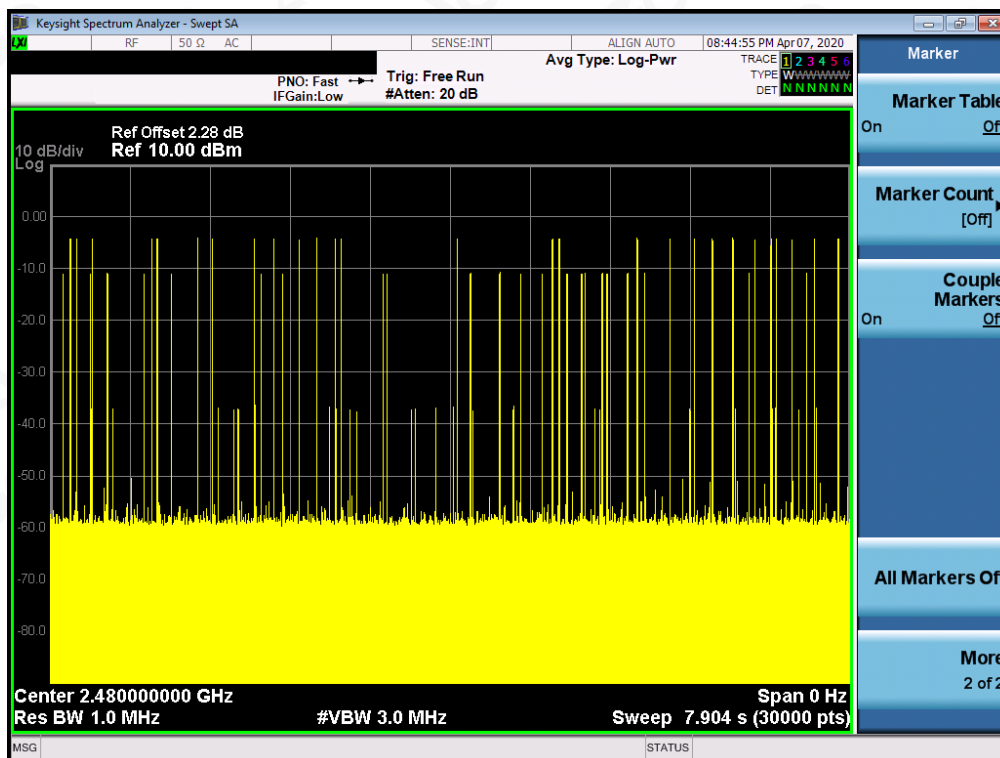 Keysight Spectrum Analyzer - Swept SA
LXI RF 50 Ω AC SENSE:INT ALIGN AUTO 08:44:55 PM Apr 07, 2020
Avg Type: Log-Pwr
PNO: Fast
IFGain:Low
Trig: Free Run
#Atten: 20 dB
TRACE 1 2 3 4 5 6
TYPE WWWWWW
DET N N N N N N
Ref Offset 2.28 dB
10 dB/div Ref 10.00 dBm
Log
0.00
-10.0
-20.0
-30.0
-40.0
-50.0
-60.0
-70.0
-80.0
Center 2.480000000 GHz Span 0 Hz
Res BW 1.0 MHz #VBW 3.0 MHz Sweep 7.904 s (30000 pts)
MSG STATUS
Marker
Marker Table
On Of
Marker Count
[Off]
Couple
Markers
On Of
All Markers Of
More
2 of 2